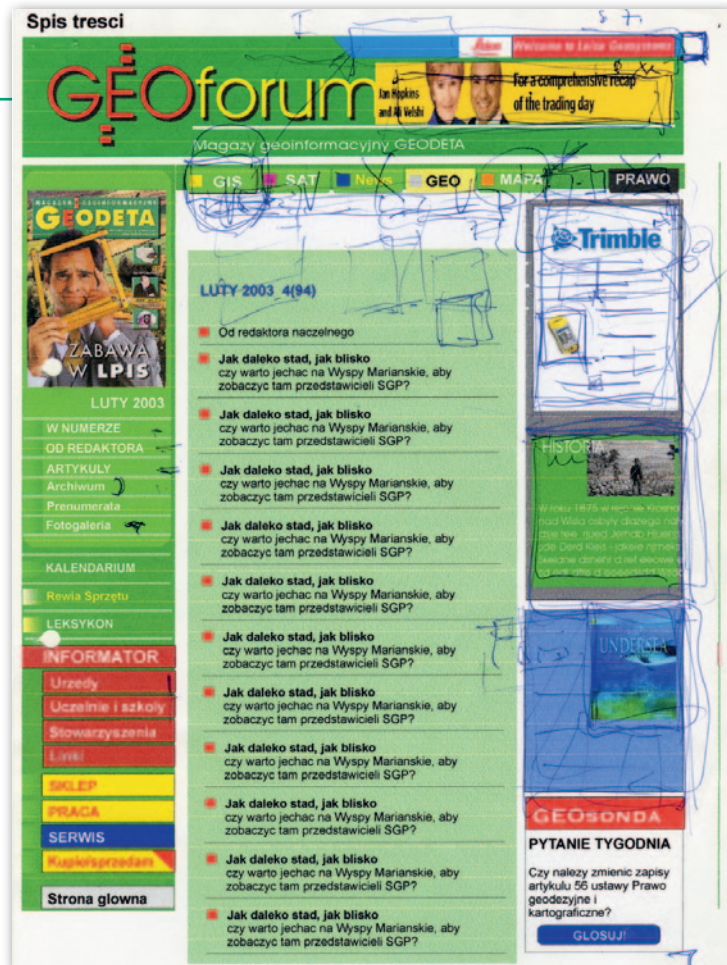 Spis tresci
Leica
Welcome to Leica Geosystems
GEOforum
Jan Hopkins
and Ali Velshi
For a comprehensive recap
of the trading day
Magazy geoinformacyjny GEODETA
GIS
SAT
News
GEO
MAPA
PRAWO
MAGAZYN GEOINFORMACYJNY
GEODETA
ZABAWA
W LPIS
LUTY 2003
W NUMERZE
OD REDAKTORA
ARTYKULY
Archiwum
Prenumerata
Fotogaleria
KALENDARIUM
Rewia Sprzętu
LEKSYKON
INFORMATOR
Urzedy
Uczelnie i szkoly
Stowarzyszenia
Linki
SKLEP
PRACA
SERWIS
Kupie/sprzedam
Strona glowna
LUTY 2003 4(94)
Od redaktora naczelnego
Jak daleko stad, jak blisko
czy warto jechac na Wyspy Marianskie, aby
zobaczyc tam przedstawicieli SGP?
Jak daleko stad, jak blisko
czy warto jechac na Wyspy Marianskie, aby
zobaczyc tam przedstawicieli SGP?
Jak daleko stad, jak blisko
czy warto jechac na Wyspy Marianskie, aby
zobaczyc tam przedstawicieli SGP?
Jak daleko stad, jak blisko
czy warto jechac na Wyspy Marianskie, aby
zobaczyc tam przedstawicieli SGP?
Jak daleko stad, jak blisko
czy warto jechac na Wyspy Marianskie, aby
zobaczyc tam przedstawicieli SGP?
Jak daleko stad, jak blisko
czy warto jechac na Wyspy Marianskie, aby
zobaczyc tam przedstawicieli SGP?
Jak daleko stad, jak blisko
czy warto jechac na Wyspy Marianskie, aby
zobaczyc tam przedstawicieli SGP?
Jak daleko stad, jak blisko
czy warto jechac na Wyspy Marianskie, aby
zobaczyc tam przedstawicieli SGP?
Jak daleko stad, jak blisko
czy warto jechac na Wyspy Marianskie, aby
zobaczyc tam przedstawicieli SGP?
Jak daleko stad, jak blisko
czy warto jechac na Wyspy Marianskie, aby
zobaczyc tam przedstawicieli SGP?
Jak daleko stad, jak blisko
czy warto jechac na Wyspy Marianskie, aby
zobaczyc tam przedstawicieli SGP?
Trimble
HISTORIA
W roku 1875 w
nad Wisla
UNDERSEA
GEOSONDA
PYTANIE TYGODNIA
Czy nalezy zmienic zapisy
artykulu 56 ustawy Prawo
geodezyjne i
kartograficzne?
GLOSUJ!